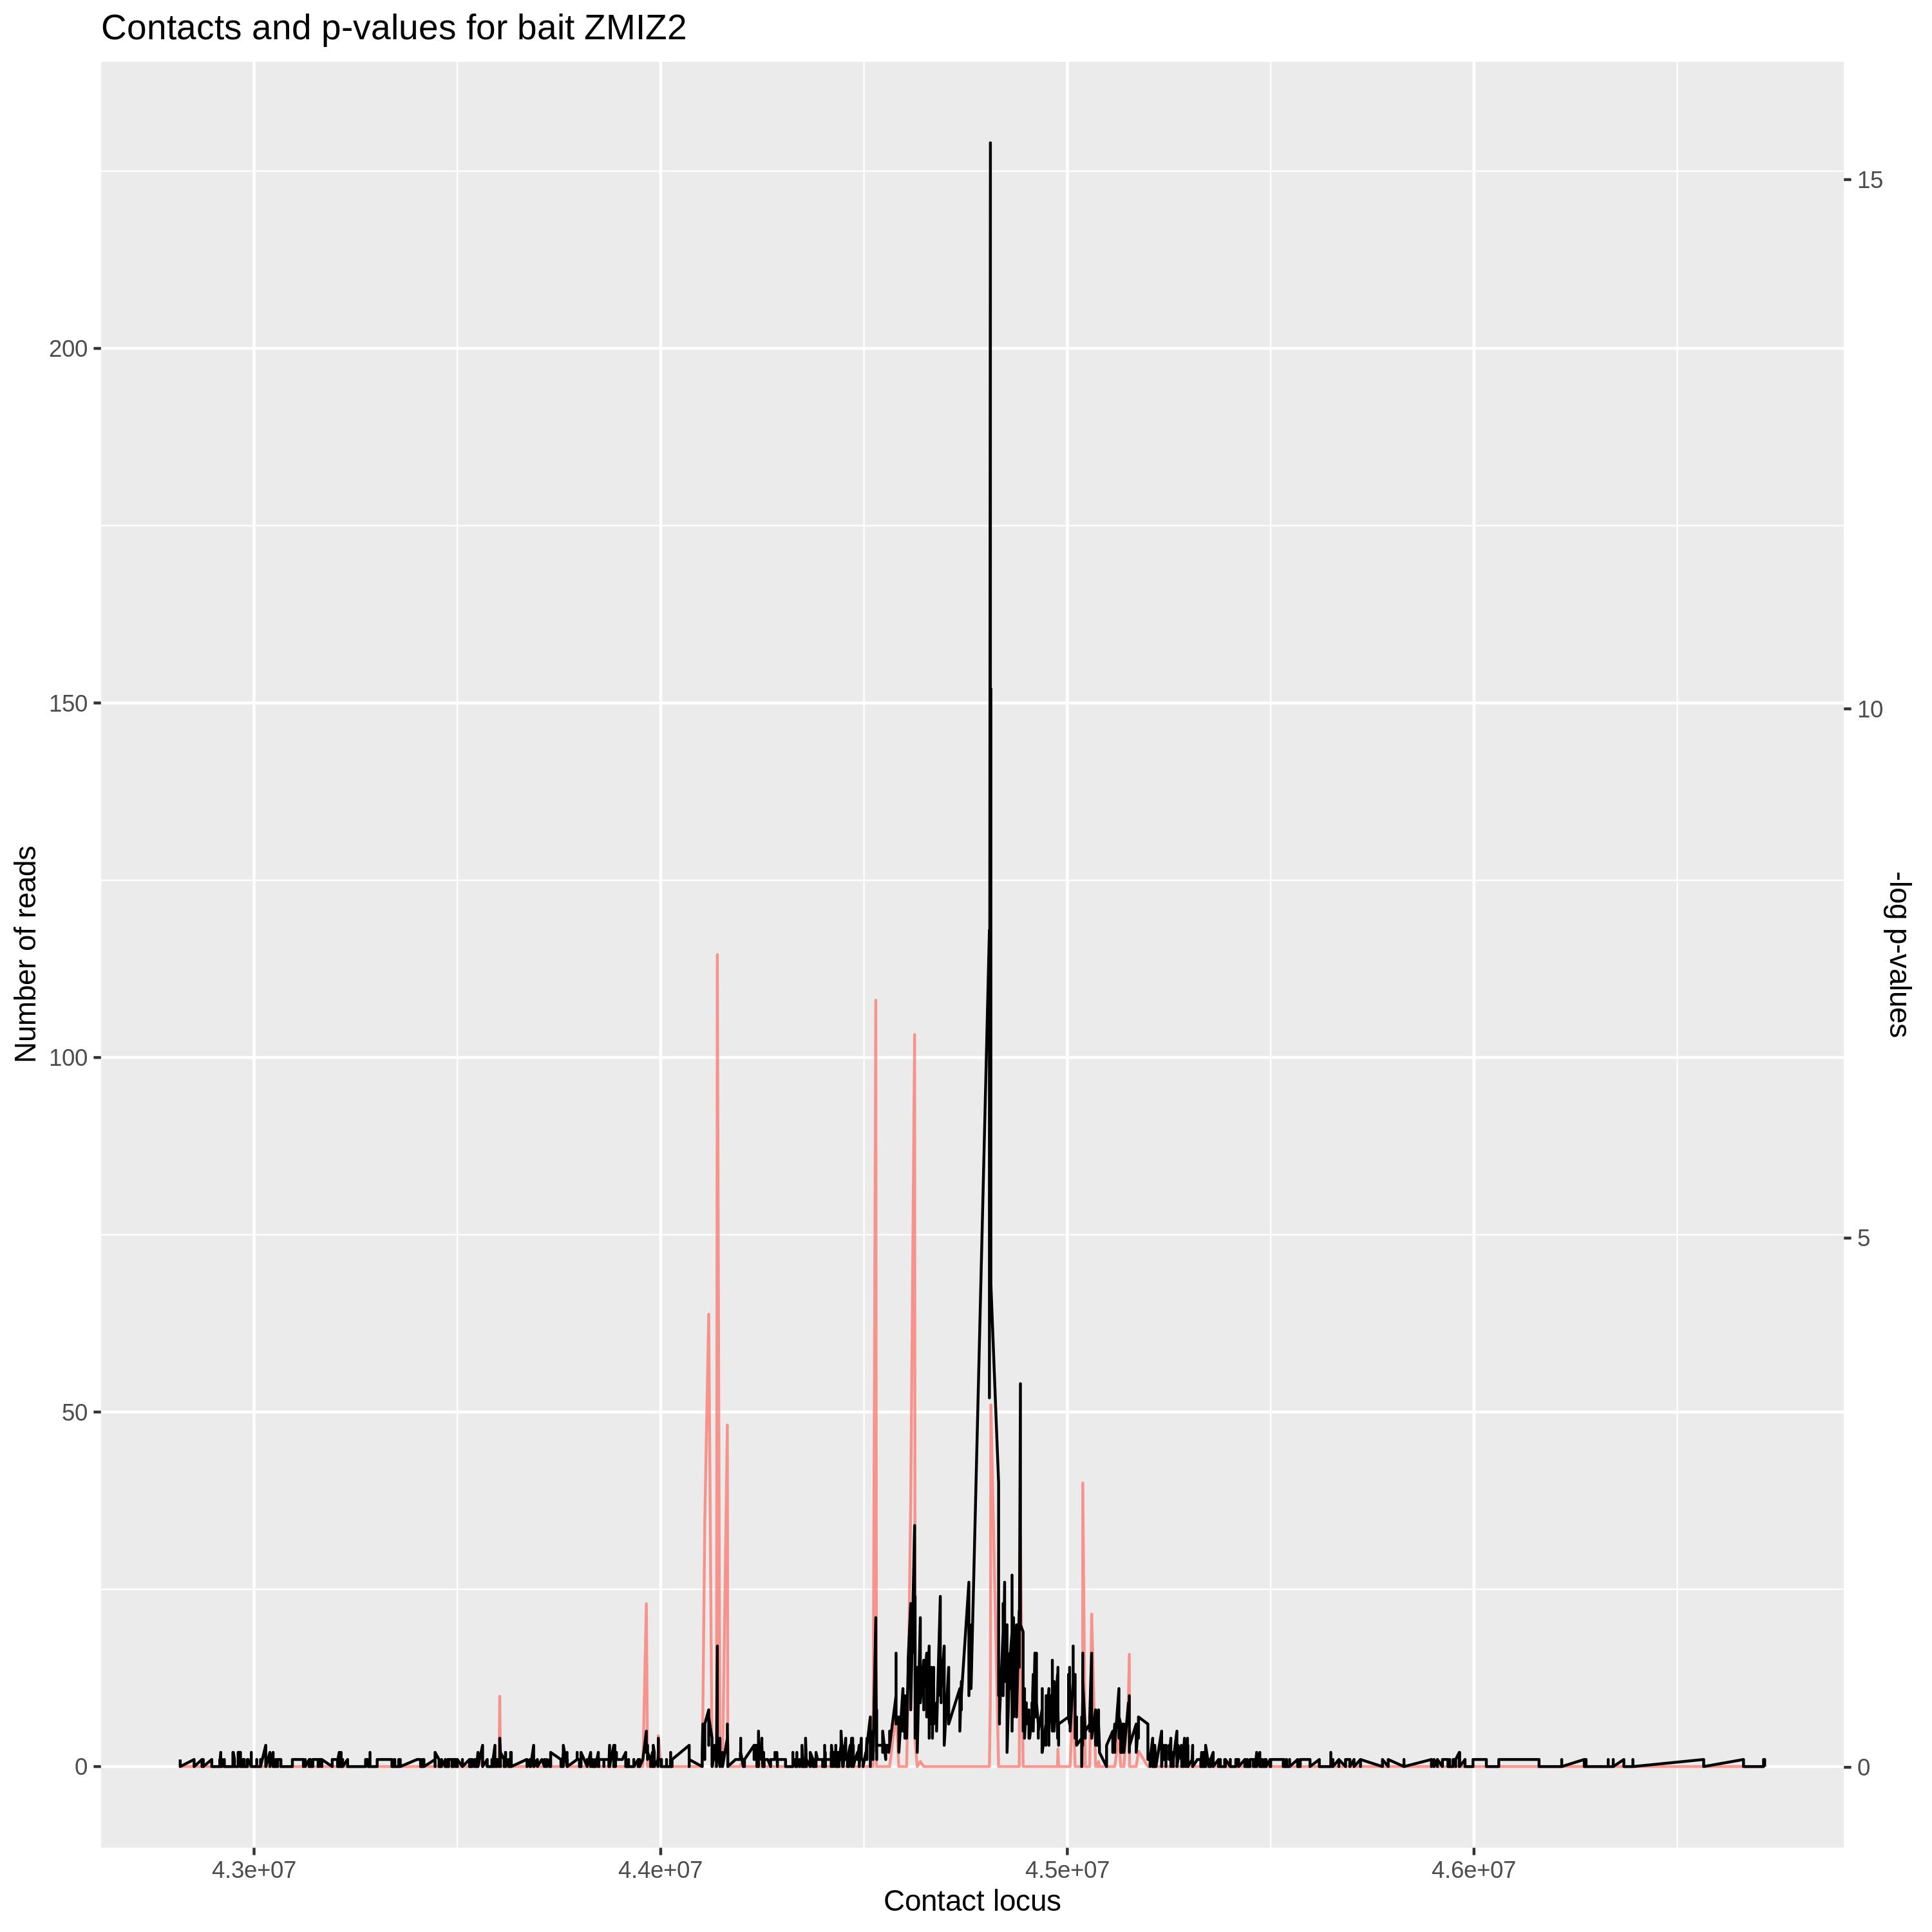 Contacts and p-values for bait ZMIZ2
200
150
100
50
0
15
10
5
0
Number of reads
-log p-values
4.3e+07
4.4e+07
4.5e+07
4.6e+07
Contact locus